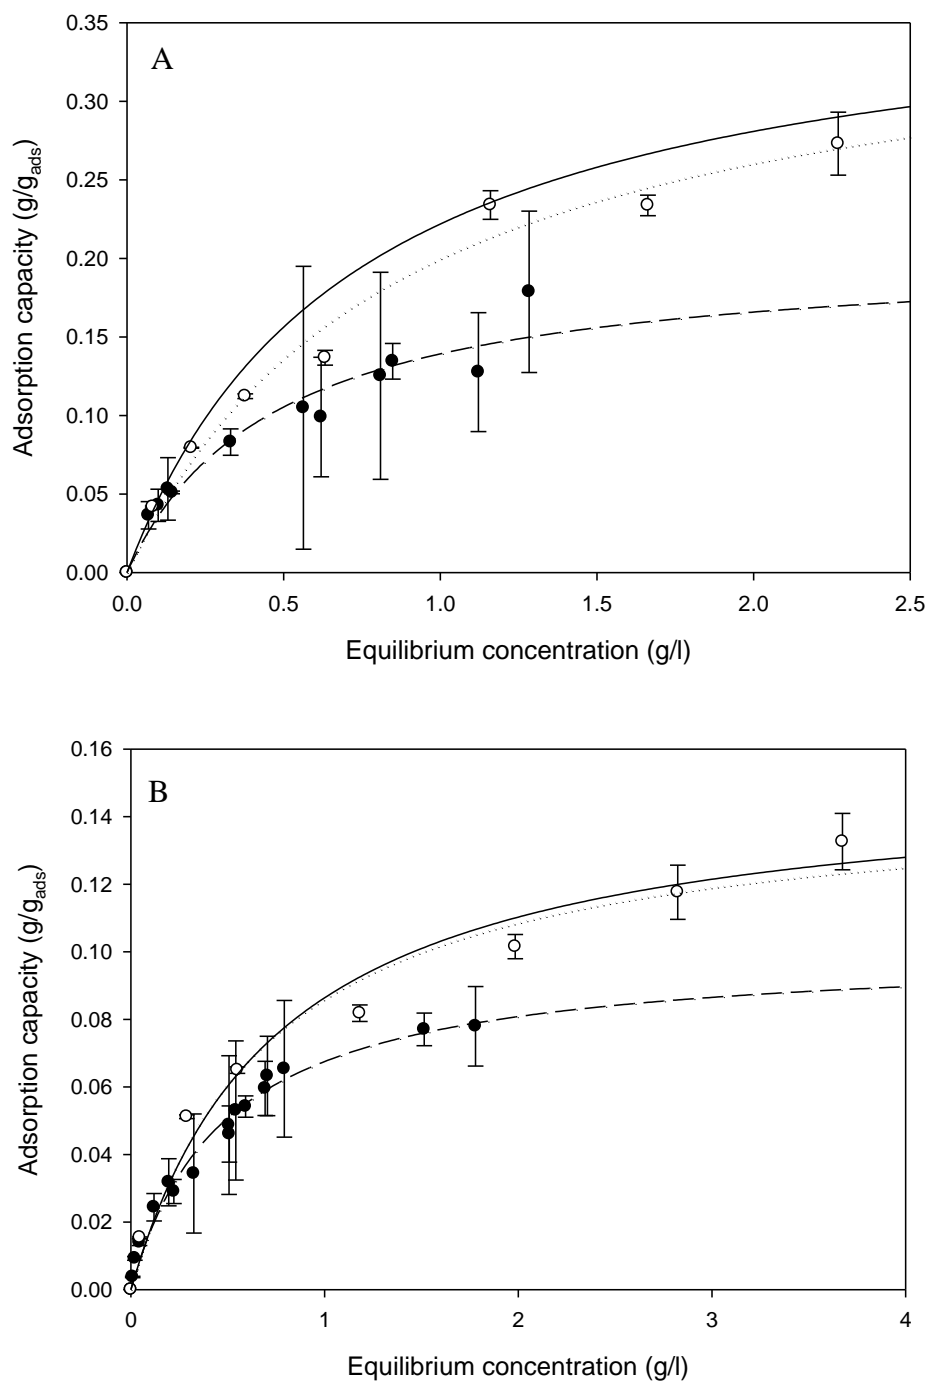 A
0.35
0.30
0.25
0.20
0.15
0.10
0.05
0.00
Adsorption capacity (g/g_ads)
0.0 0.5 1.0 1.5 2.0 2.5
Equilibrium concentration (g/l)
B
0.16
0.14
0.12
0.10
0.08
0.06
0.04
0.02
0.00
Adsorption capacity (g/g_ads)
0 1 2 3 4
Equilibrium concentration (g/l)